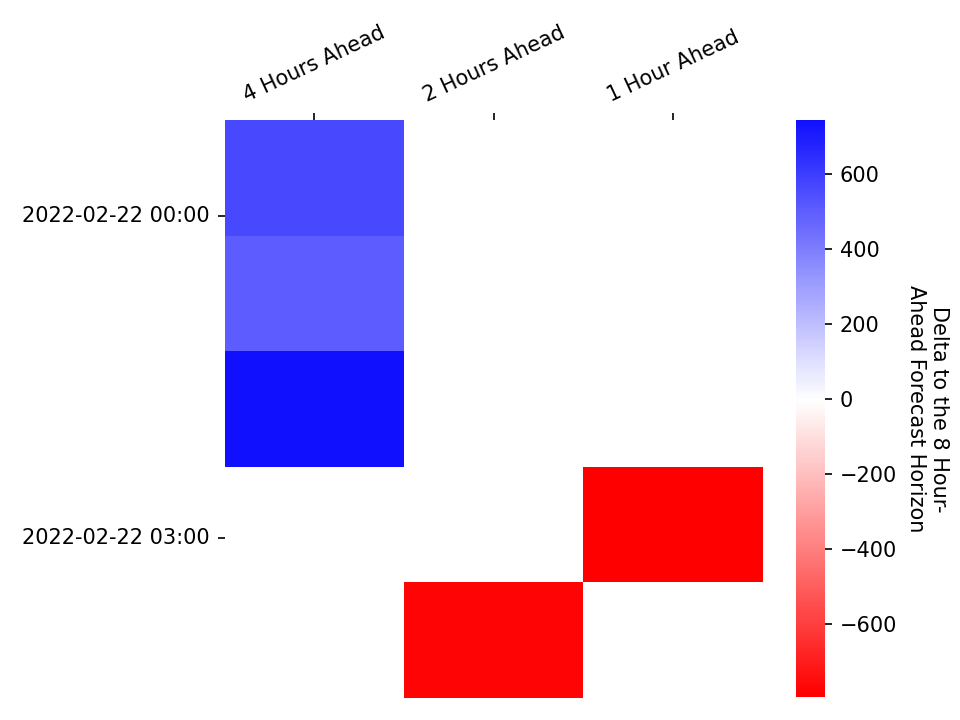 4 Hours Ahead
2 Hours Ahead
1 Hour Ahead
2022-02-22 00:00
2022-02-22 03:00
600
400
200
0
−200
−400
−600
Delta to the 8 Hour-
Ahead Forecast Horizon